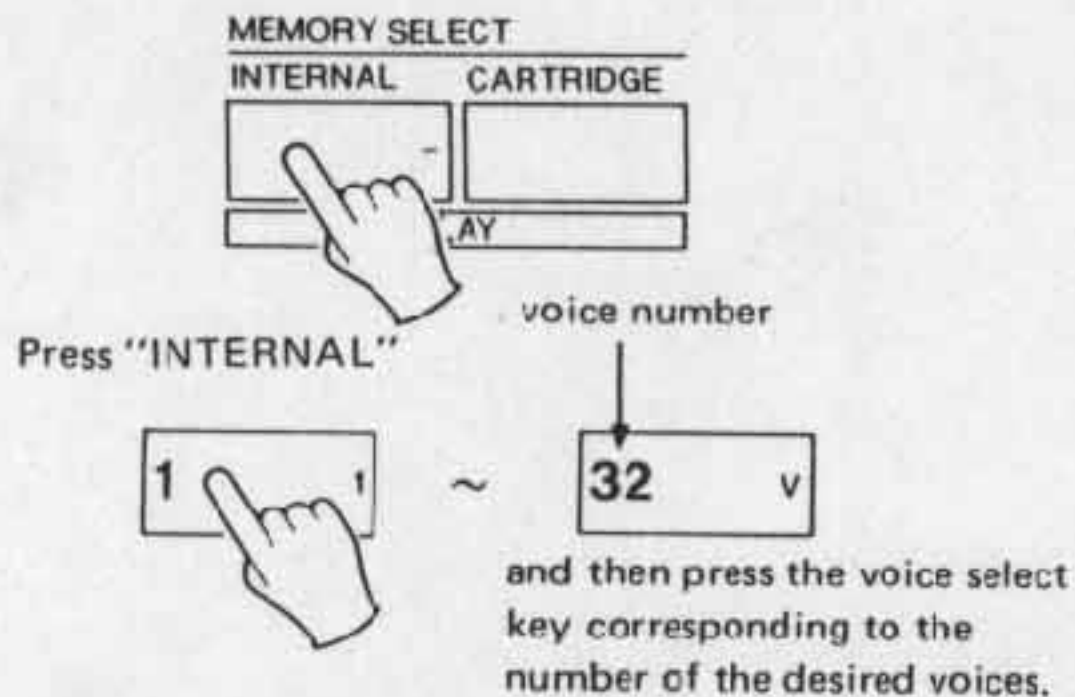 MEMORY SELECT
INTERNAL CARTRIDGE
-
AY
voice number
Press "INTERNAL"
1 1 ~ 32 V
and then press the voice select
key corresponding to the
number of the desired voices.